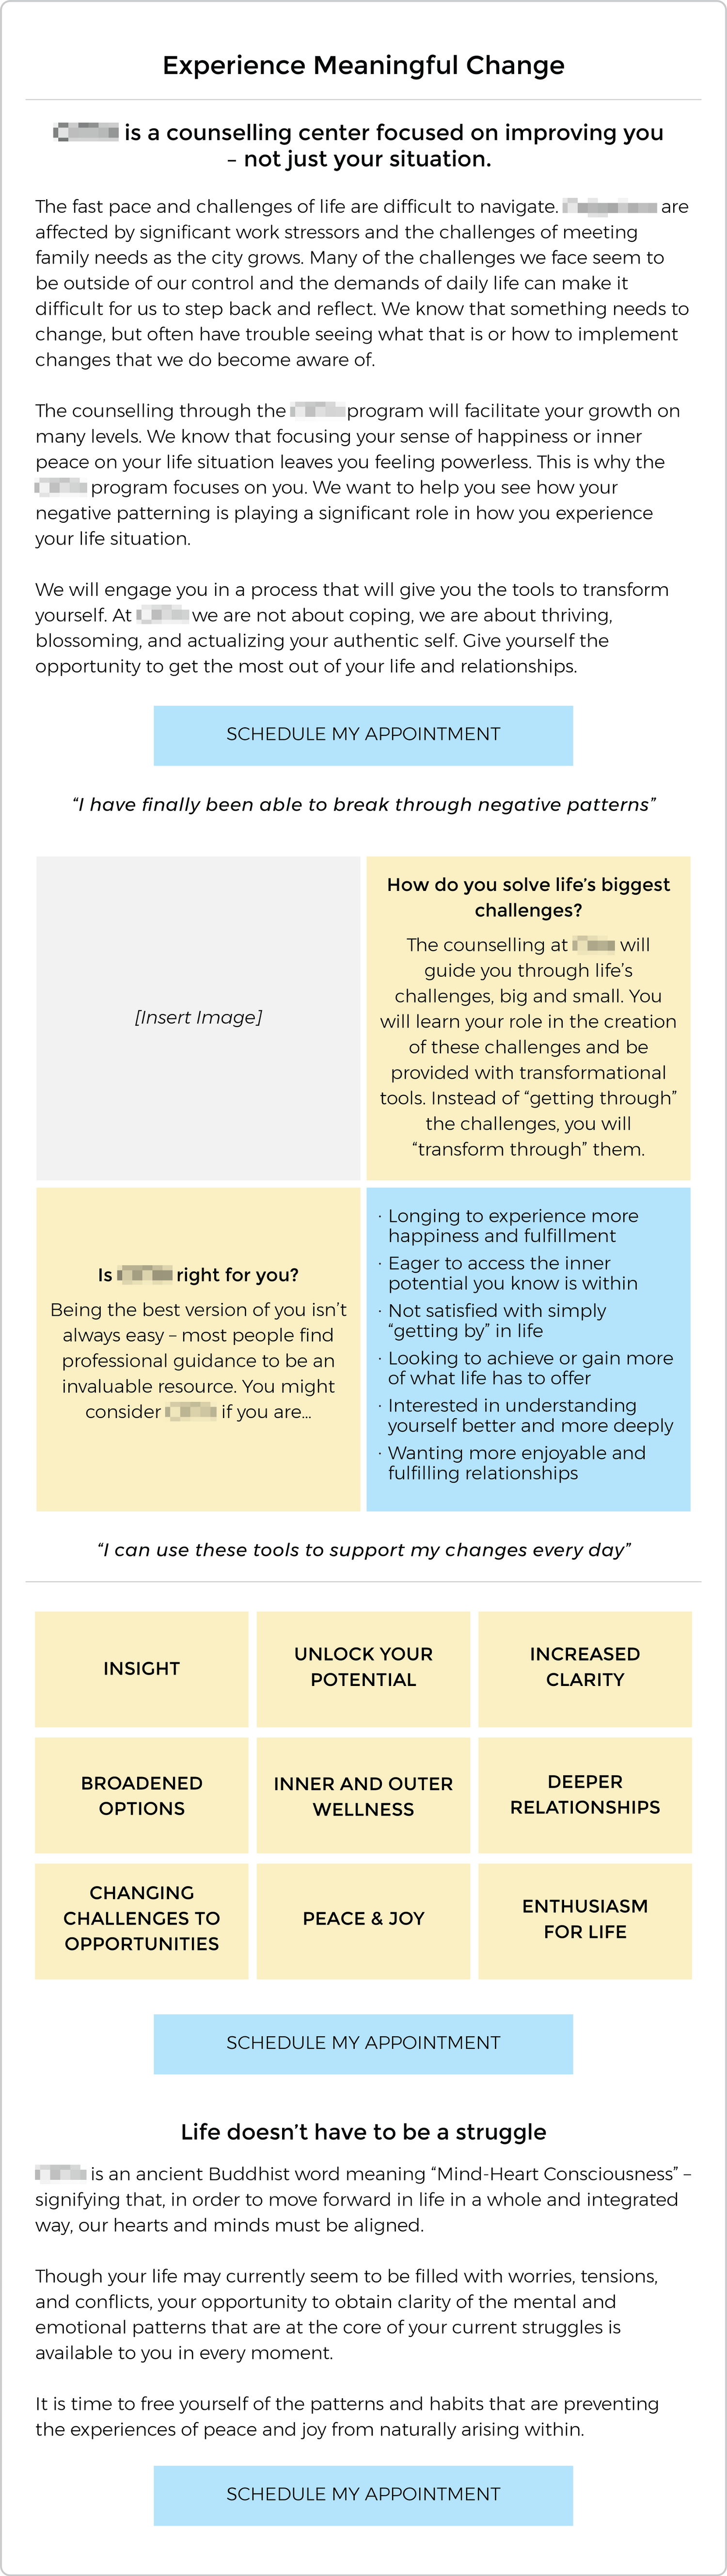 Experience Meaningful Change
is a counselling center focused on improving you
– not just your situation.
The fast pace and challenges of life are difficult to navigate. are
affected by significant work stressors and the challenges of meeting
family needs as the city grows. Many of the challenges we face seem to
be outside of our control and the demands of daily life can make it
difficult for us to step back and reflect. We know that something needs to
change, but often have trouble seeing what that is or how to implement
changes that we do become aware of.
The counselling through the program will facilitate your growth on
many levels. We know that focusing your sense of happiness or inner
peace on your life situation leaves you feeling powerless. This is why the
program focuses on you. We want to help you see how your
negative patterning is playing a significant role in how you experience
your life situation.
We will engage you in a process that will give you the tools to transform
yourself. At we are not about coping, we are about thriving,
blossoming, and actualizing your authentic self. Give yourself the
opportunity to get the most out of your life and relationships.
SCHEDULE MY APPOINTMENT
“I have finally been able to break through negative patterns”
[Insert Image]
How do you solve life’s biggest
challenges?
The counselling at will
guide you through life’s
challenges, big and small. You
will learn your role in the creation
of these challenges and be
provided with transformational
tools. Instead of “getting through”
the challenges, you will
“transform through” them.
Is right for you?
Being the best version of you isn’t
always easy – most people find
professional guidance to be an
invaluable resource. You might
consider if you are...
· Longing to experience more
happiness and fulfillment
· Eager to access the inner
potential you know is within
· Not satisfied with simply
“getting by” in life
· Looking to achieve or gain more
of what life has to offer
· Interested in understanding
yourself better and more deeply
· Wanting more enjoyable and
fulfilling relationships
“I can use these tools to support my changes every day”
INSIGHT
UNLOCK YOUR
POTENTIAL
INCREASED
CLARITY
BROADENED
OPTIONS
INNER AND OUTER
WELLNESS
DEEPER
RELATIONSHIPS
CHANGING
CHALLENGES TO
OPPORTUNITIES
PEACE & JOY
ENTHUSIASM
FOR LIFE
SCHEDULE MY APPOINTMENT
Life doesn’t have to be a struggle
is an ancient Buddhist word meaning “Mind-Heart Consciousness” –
signifying that, in order to move forward in life in a whole and integrated
way, our hearts and minds must be aligned.
Though your life may currently seem to be filled with worries, tensions,
and conflicts, your opportunity to obtain clarity of the mental and
emotional patterns that are at the core of your current struggles is
available to you in every moment.
It is time to free yourself of the patterns and habits that are preventing
the experiences of peace and joy from naturally arising within.
SCHEDULE MY APPOINTMENT